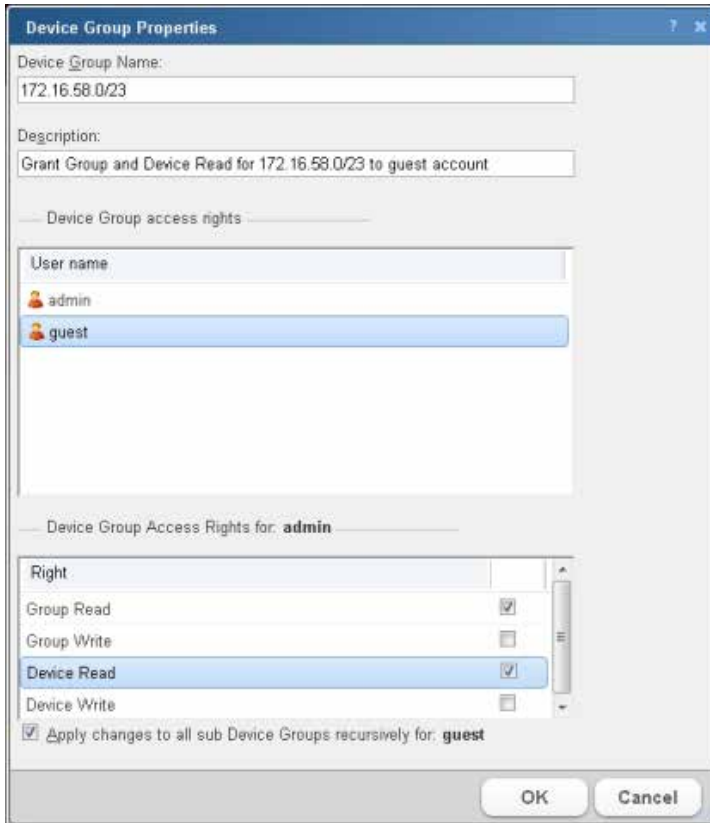 Device Group Properties ?
Device Group Name:
172.16.58.0/23
Description:
Grant Group and Device Read for 172.16.58.0/23 to guest account
Device Group access rights
User name
admin
guest
Device Group Access Rights for: admin
Right
Group Read
Group Write
Device Read
Device Write
Apply changes to all sub Device Groups recursively for: guest
OK Cancel